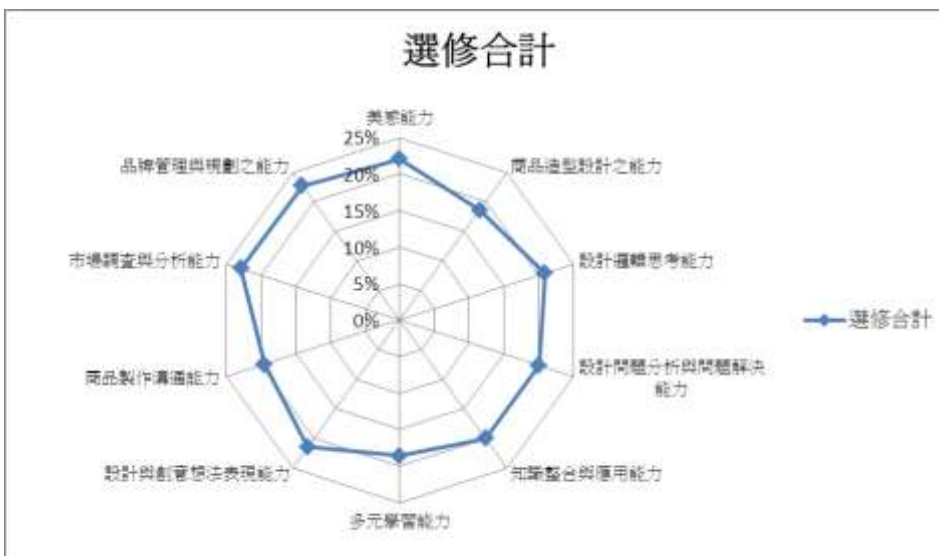 選修合計
美感能力
25%
品牌管理與規劃之能力
20%
商品造型設計之能力
15%
市場調查與分析能力
10%
設計邏輯思考能力
5%
0%
選修合計
商品製作溝通能力
設計問題分析與問題解決
能力
設計與創意想法表現能力
知識整合與應用能力
多元學習能力